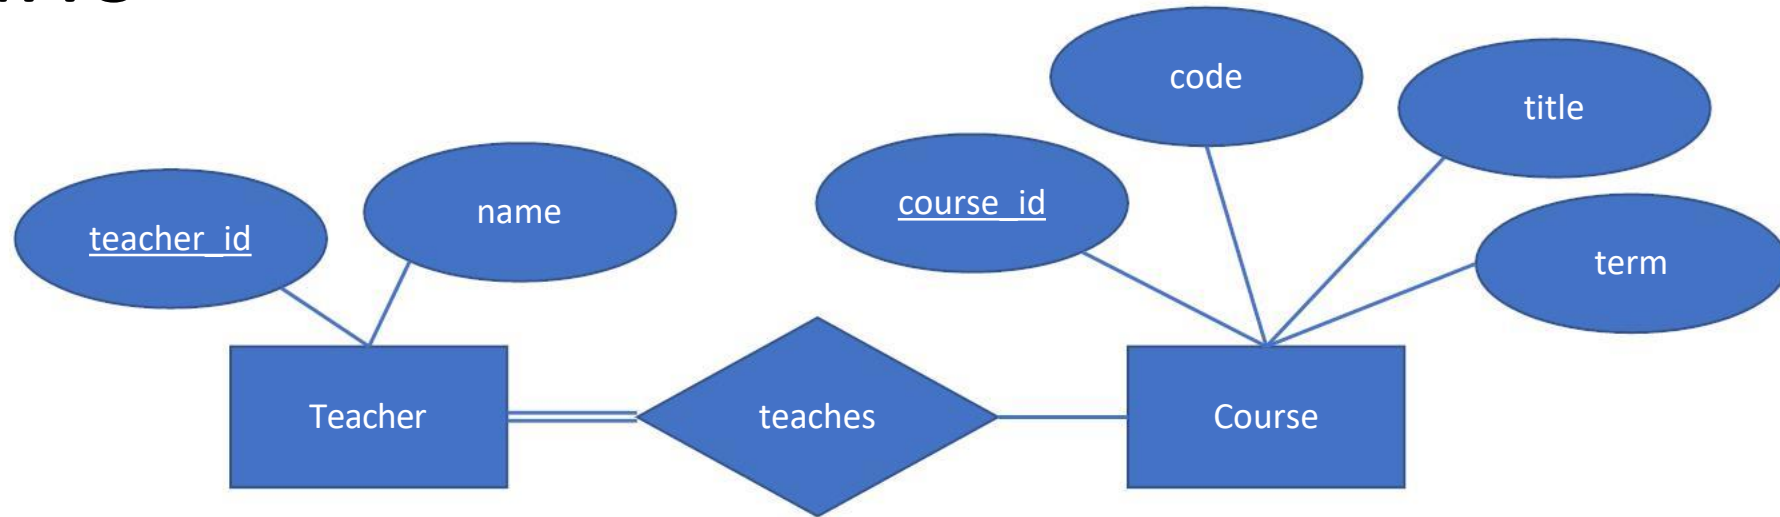 code
title
course_id
name
teacher_id
term
Teacher
teaches
Course